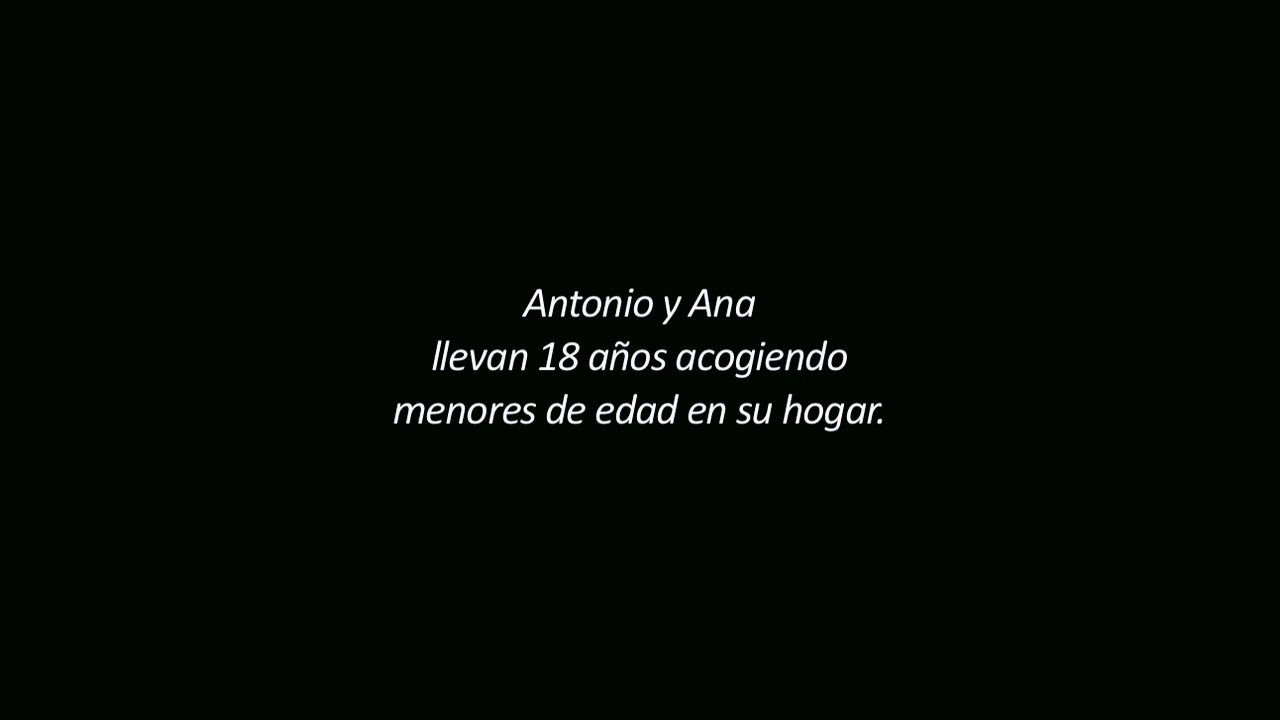 Antonio y Ana
llevan 18 años acogiendo
menores de edad en su hogar.